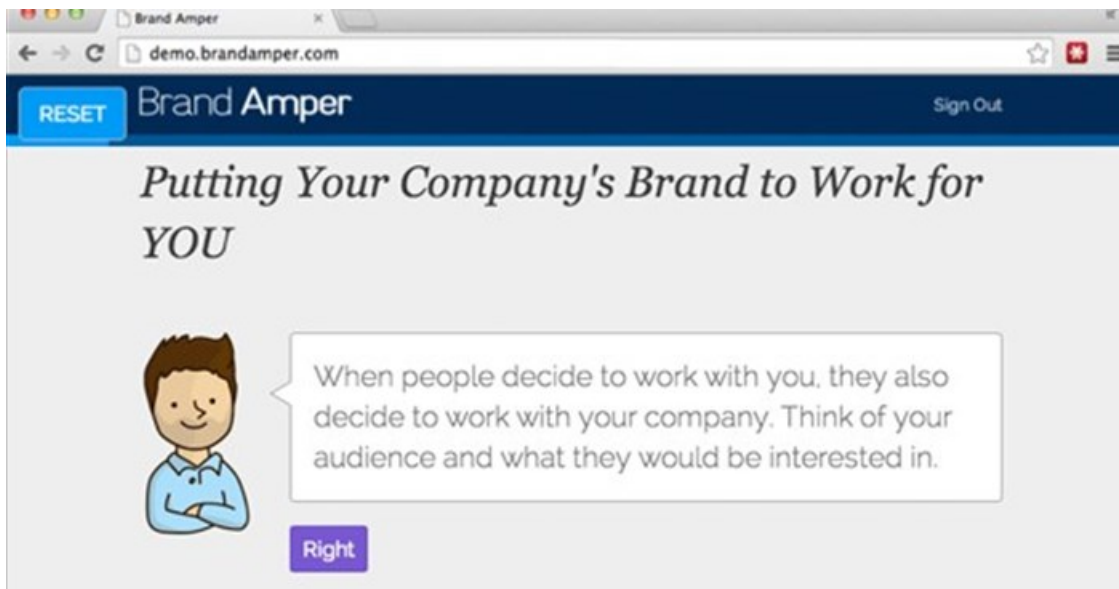 Brand Amper
demo.brandamper.com
RESET
Brand Amper
Sign Out
Putting Your Company's Brand to Work for
YOU
When people decide to work with you, they also
decide to work with your company. Think of your
audience and what they would be interested in.
Right